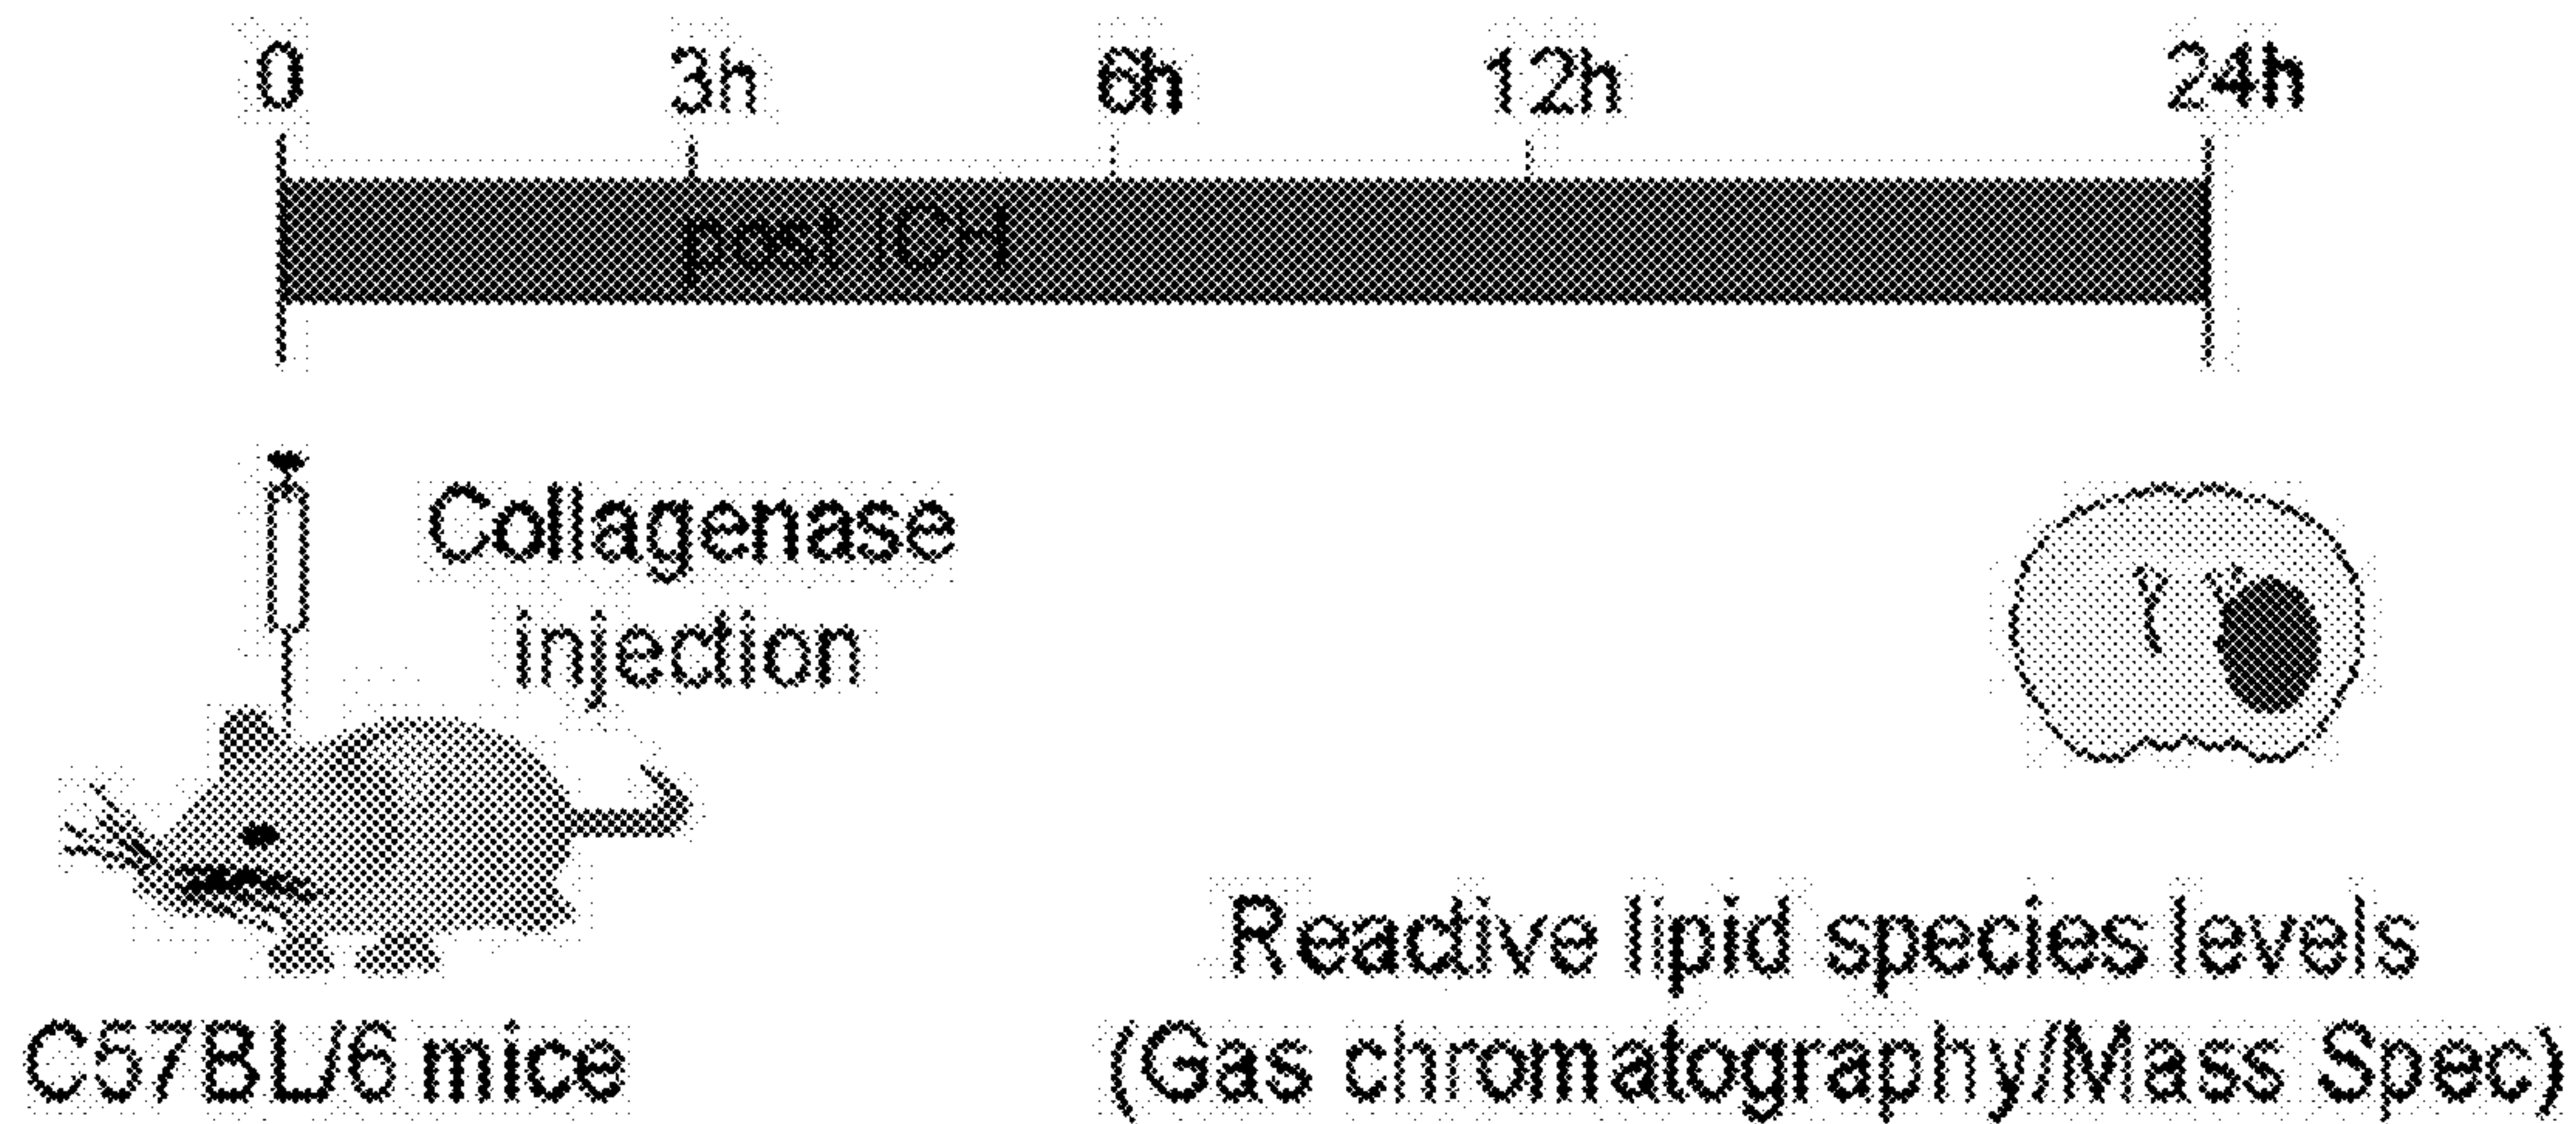 0 3h 6h 12h 24h
post ICH
Collagenase
injection
C57BL/6 mice
Reactive lipid species levels
(Gas chromatography/Mass Spec)